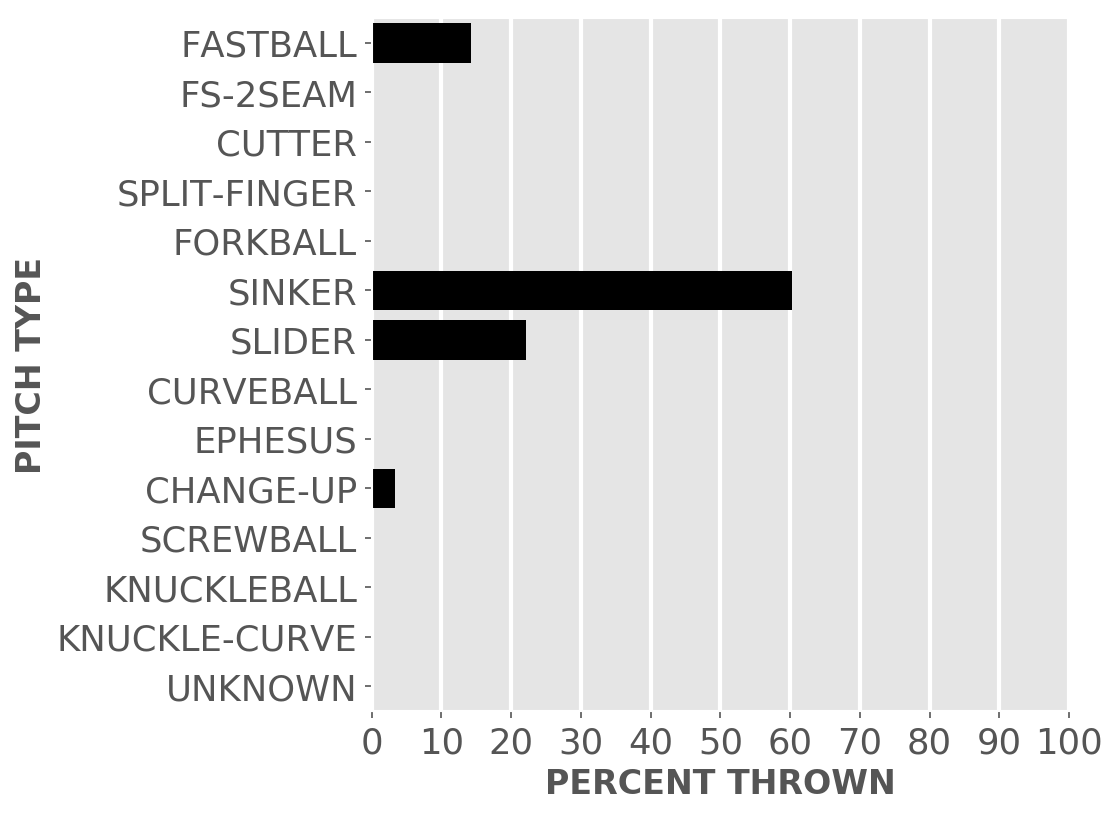 FASTBALL
FS-2SEAM
CUTTER
SPLIT-FINGER
FORKBALL
SINKER
SLIDER
CURVEBALL
EPHESUS
CHANGE-UP
SCREWBALL
KNUCKLEBALL
KNUCKLE-CURVE
UNKNOWN
PITCH TYPE
0 10 20 30 40 50 60 70 80 90 100
PERCENT THROWN